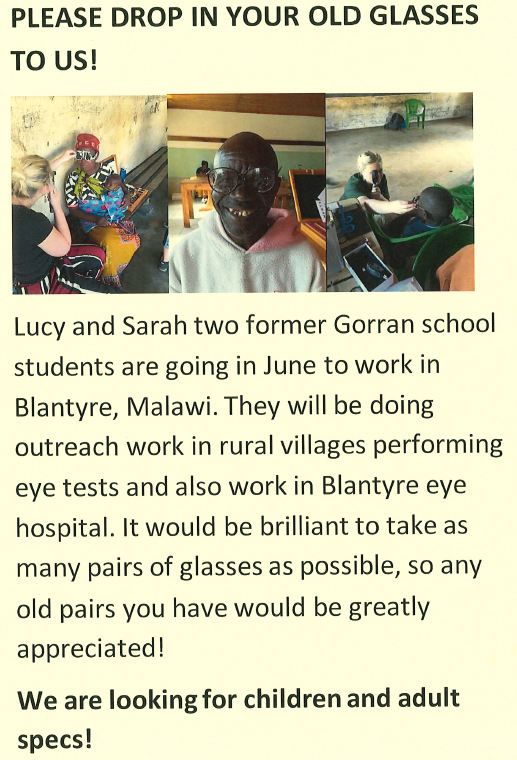 PLEASE DROP IN YOUR OLD GLASSES
TO US!
Lucy and Sarah two former Gorran school
students are going in June to work in
Blantyre, Malawi. They will be doing
outreach work in rural villages performing
eye tests and also work in Blantyre eye
hospital. It would be brilliant to take as
many pairs of glasses as possible, so any
old pairs you have would be greatly
appreciated!
We are looking for children and adult
specs!